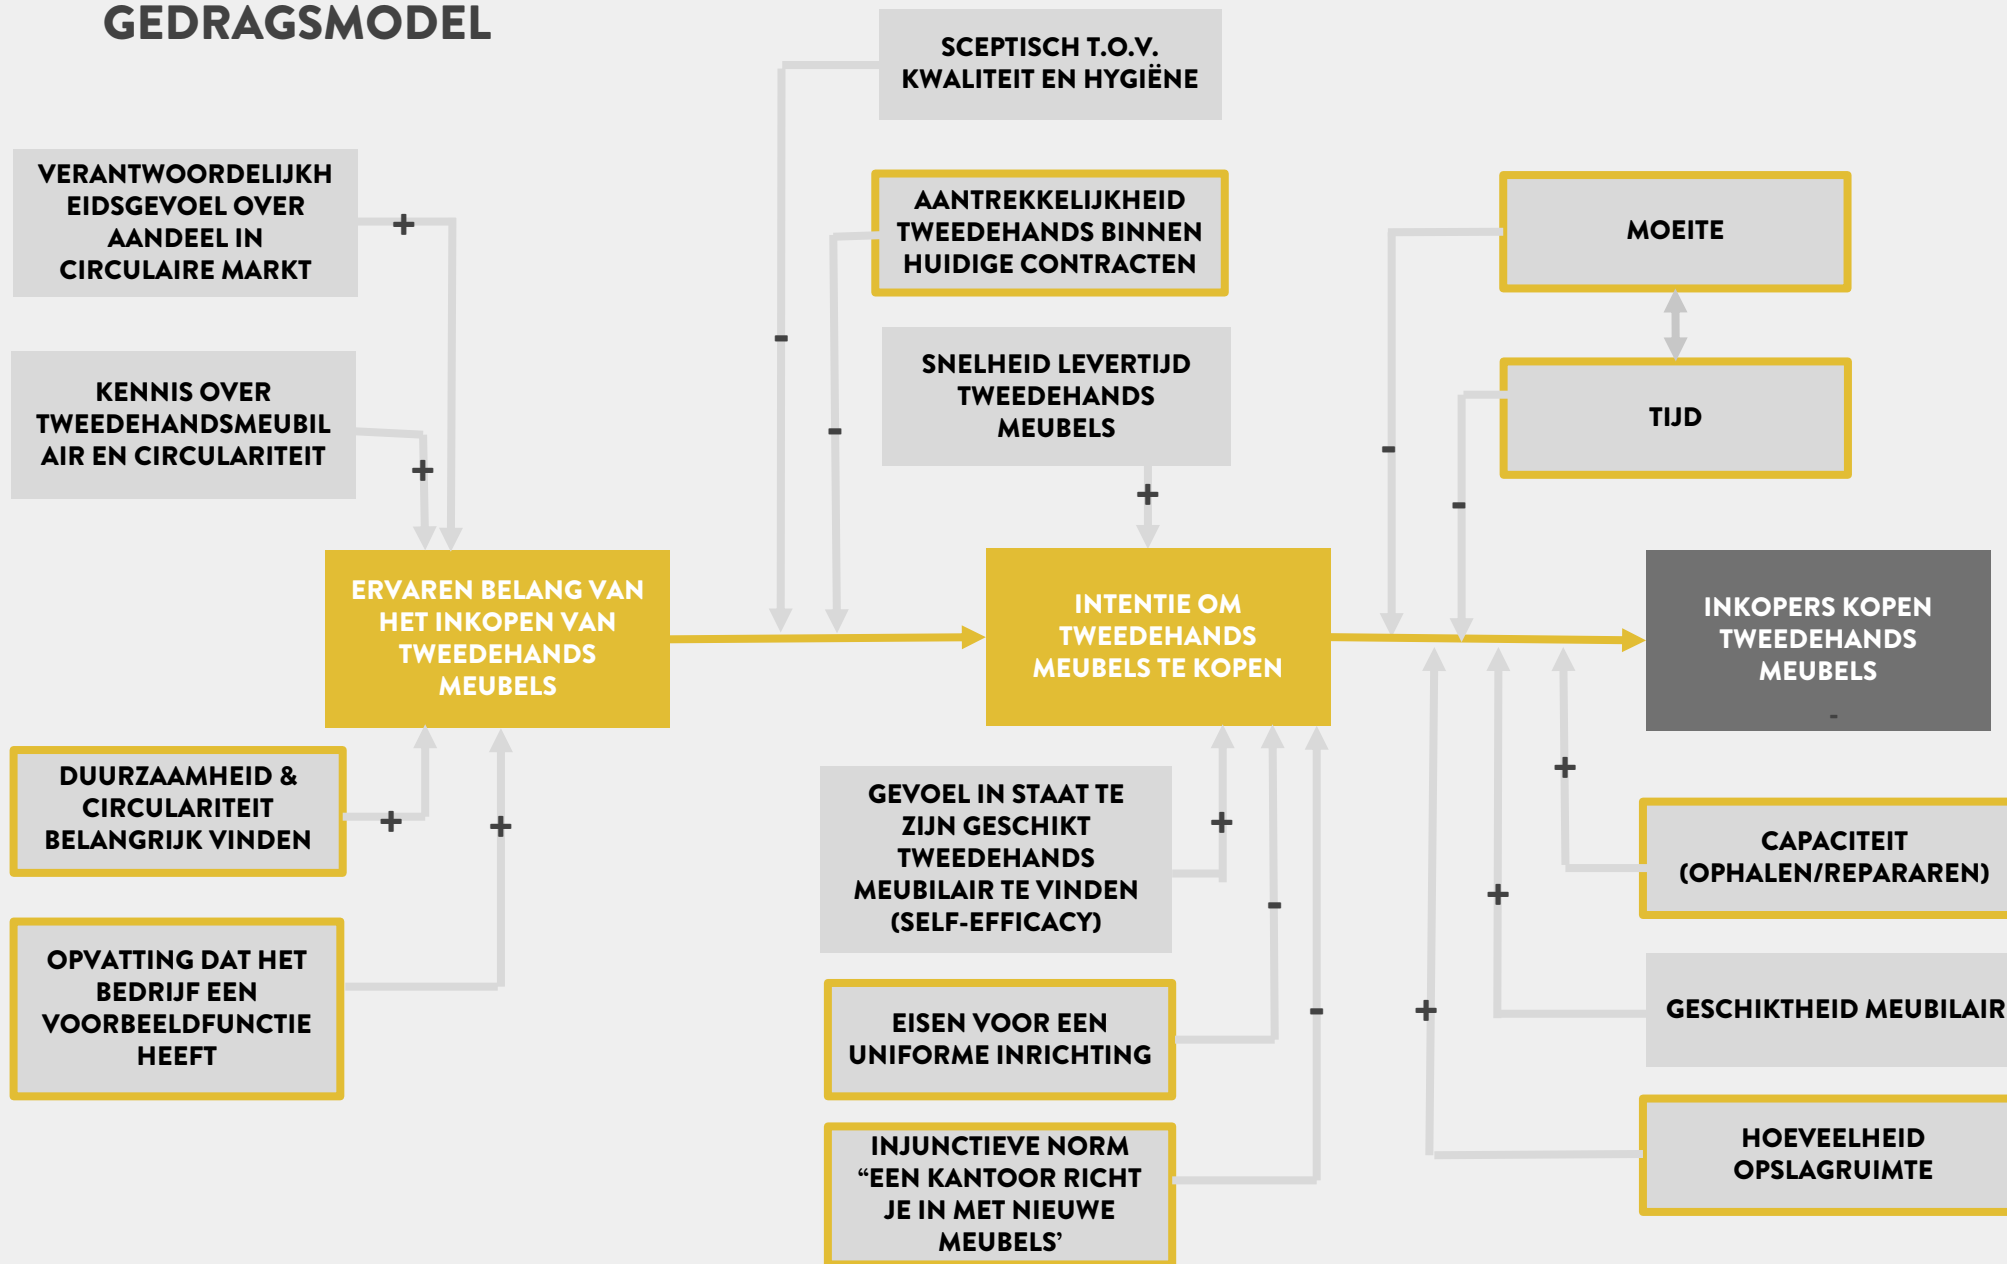 GEDRAGSMODEL
SCEPTISCH T.O.V.
KWALITEIT EN HYGIËNE
VERANTWOORDELIJKH
EIDSGEVOEL OVER
AANDEEL IN
CIRCULAIRE MARKT
+
AANTREKKELIJKHEID
TWEEDEHANDS BINNEN
HUIDIGE CONTRACTEN
MOEITE
-
KENNIS OVER
TWEEDEHANDSMEUBIL
AIR EN CIRCULARITEIT
+
-
SNELHEID LEVERTIJD
TWEEDEHANDS
MEUBELS
+
TIJD
-
-
ERVAREN BELANG VAN
HET INKOPEN VAN
TWEEDEHANDS
MEUBELS
INTENTIE OM
TWEEDEHANDS
MEUBELS TE KOPEN
INKOPERS KOPEN
TWEEDEHANDS
MEUBELS
-
DUURZAAMHEID &
CIRCULARITEIT
BELANGRIJK VINDEN
+
+
GEVOEL IN STAAT TE
ZIJN GESCHIKT
TWEEDEHANDS
MEUBILAIR TE VINDEN
(SELF-EFFICACY)
+
-
+
CAPACITEIT
(OPHALEN/REPARAREN)
+
OPVATTING DAT HET
BEDRIJF EEN
VOORBEELDFUNCTIE
HEEFT
EISEN VOOR EEN
UNIFORME INRICHTING
-
+
GESCHIKTHEID MEUBILAIR
INJUNCTIEVE NORM
“EEN KANTOOR RICHT
JE IN MET NIEUWE
MEUBELS’
HOEVEELHEID
OPSLAGRUIMTE